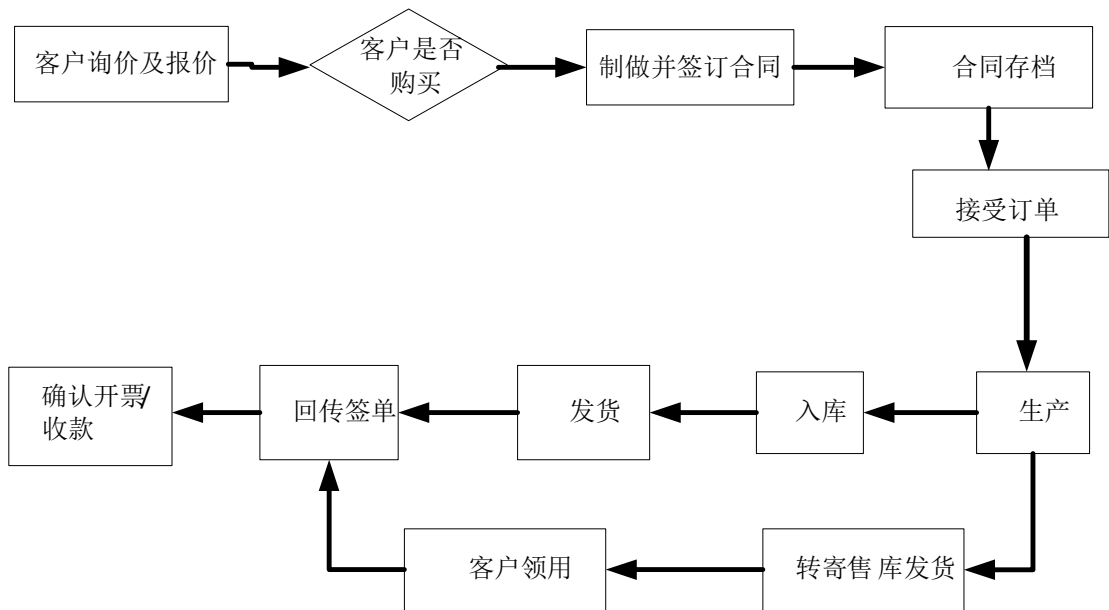 客户询价及报价
客户是否
购买
制做并签订合同
合同存档
接受订单
确认开票/
收款
回传签单
发货
入库
生产
客户领用
转寄售库发货